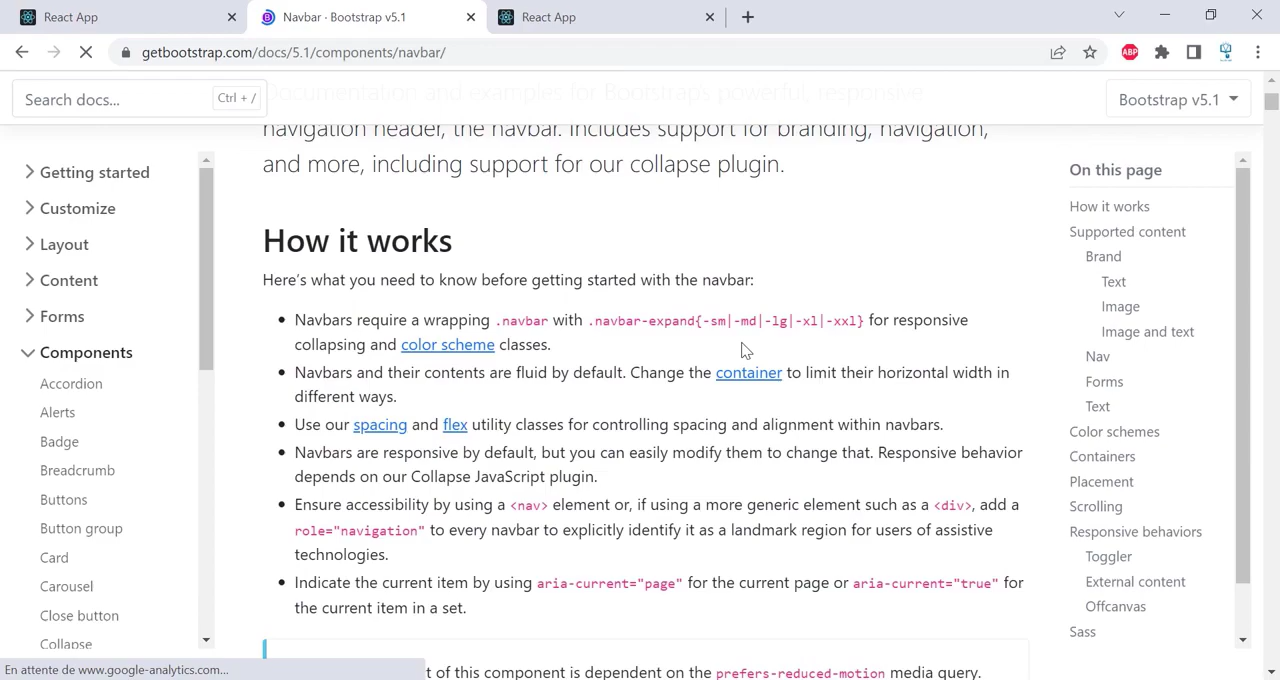 React App
Navbar · Bootstrap v5.1
React App
getbootstrap.com/docs/5.1/components/navbar/
ABP
Search docs... Ctrl + /
Bootstrap v5.1
Documentation and examples for Bootstrap's powerful, responsive
navigation header, the navbar. Includes support for branding, navigation,
and more, including support for our collapse plugin.
Getting started
Customize
Layout
Content
Forms
Components
Accordion
Alerts
Badge
Breadcrumb
Buttons
Button group
Card
Carousel
Close button
Collapse
How it works
Here's what you need to know before getting started with the navbar:
Navbars require a wrapping .navbar with .navbar-expand{-sm|-md|-lg|-xl|-xxl} for responsive
collapsing and color scheme classes.
Navbars and their contents are fluid by default. Change the container to limit their horizontal width in
different ways.
Use our spacing and flex utility classes for controlling spacing and alignment within navbars.
Navbars are responsive by default, but you can easily modify them to change that. Responsive behavior
depends on our Collapse JavaScript plugin.
Ensure accessibility by using a <nav> element or, if using a more generic element such as a <div>, add a
role="navigation" to every navbar to explicitly identify it as a landmark region for users of assistive
technologies.
Indicate the current item by using aria-current="page" for the current page or aria-current="true" for
the current item in a set.
t of this component is dependent on the prefers-reduced-motion media query.
On this page
How it works
Supported content
Brand
Text
Image
Image and text
Nav
Forms
Text
Color schemes
Containers
Placement
Scrolling
Responsive behaviors
Toggler
External content
Offcanvas
Sass
En attente de www.google-analytics.com...